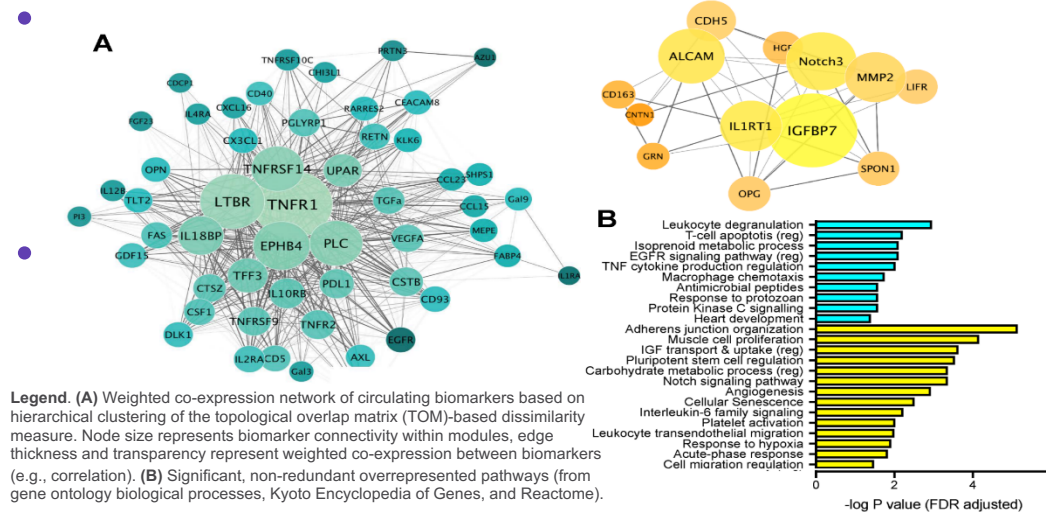 A
TNFRSF10C
PRTN3
AZU1
CHI3L1
CDCP1
CD40
RARRES2
CEACAM8
CXCL16
IL4RA
PGLYRP1
FGF23
CX3CL1
RETN
KLK6
TNFRSF14
UPAR
OPN
CCL23
SHPS1
IL12B
TLT2
LTBR
TNFR1
TGFa
Gal9
PI3
CCL15
FAS
IL18BP
EPHB4
PLC
VEGFA
MEPE
GDF15
FABP4
IL1RA
TFF3
CTSZ
IL10RB
PDL1
CSTB
CD93
CSF1
TNFRSF9
TNFR2
DLK1
EGFR
IL2RA
CD5
AXL
Gal3
CDH5
HGF
ALCAM
Notch3
MMP2
LIFR
CD163
CNTN1
IL1RT1
IGFBP7
GRN
SPON1
OPG
B
Leukocyte degranulation
T-cell apoptotis (reg)
Isoprenoid metabolic process
EGFR signaling pathway (reg)
TNF cytokine production regulation
Macrophage chemotaxis
Antimicrobial peptides
Response to protozoan
Protein Kinase C signalling
Heart development
Adherens junction organization
Muscle cell proliferation
IGF transport & uptake (reg)
Pluripotent stem cell regulation
Carbohydrate metabolic process (reg)
Notch signaling pathway
Angiogenesis
Cellular Senescence
Interleukin-6 family signaling
Platelet activation
Leukocyte transendothelial migration
Response to hypoxia
Acute-phase response
Cell migration regulation
0 2 4
-log P value (FDR adjusted)
Legend. (A) Weighted co-expression network of circulating biomarkers based on
hierarchical clustering of the topological overlap matrix (TOM)-based dissimilarity
measure. Node size represents biomarker connectivity within modules, edge
thickness and transparency represent weighted co-expression between biomarkers
(e.g., correlation). (B) Significant, non-redundant overrepresented pathways (from
gene ontology biological processes, Kyoto Encyclopedia of Genes, and Reactome).